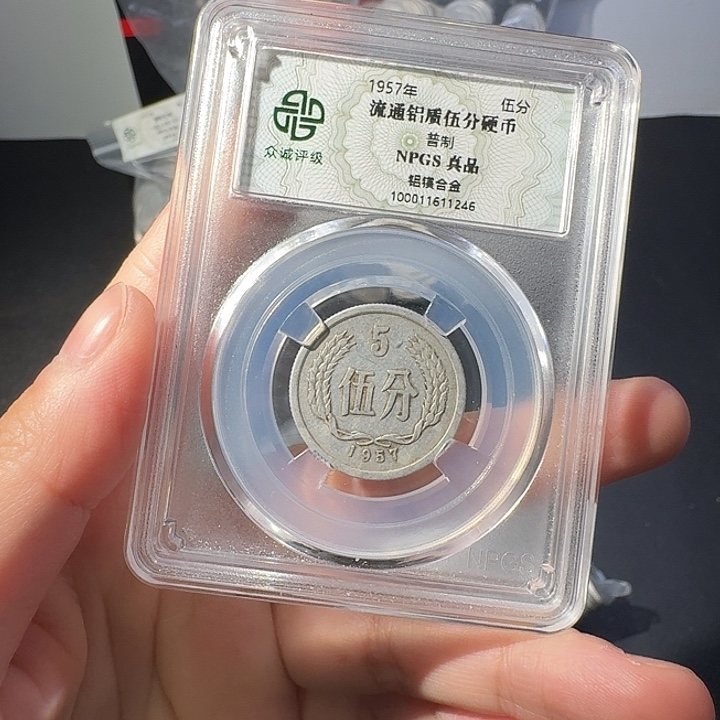 1957年
伍分
流通铝质伍分硬币
普制
NPGS 真品
铝镁合金
100011611246
众诚评级
5
伍分
1957
NPGS